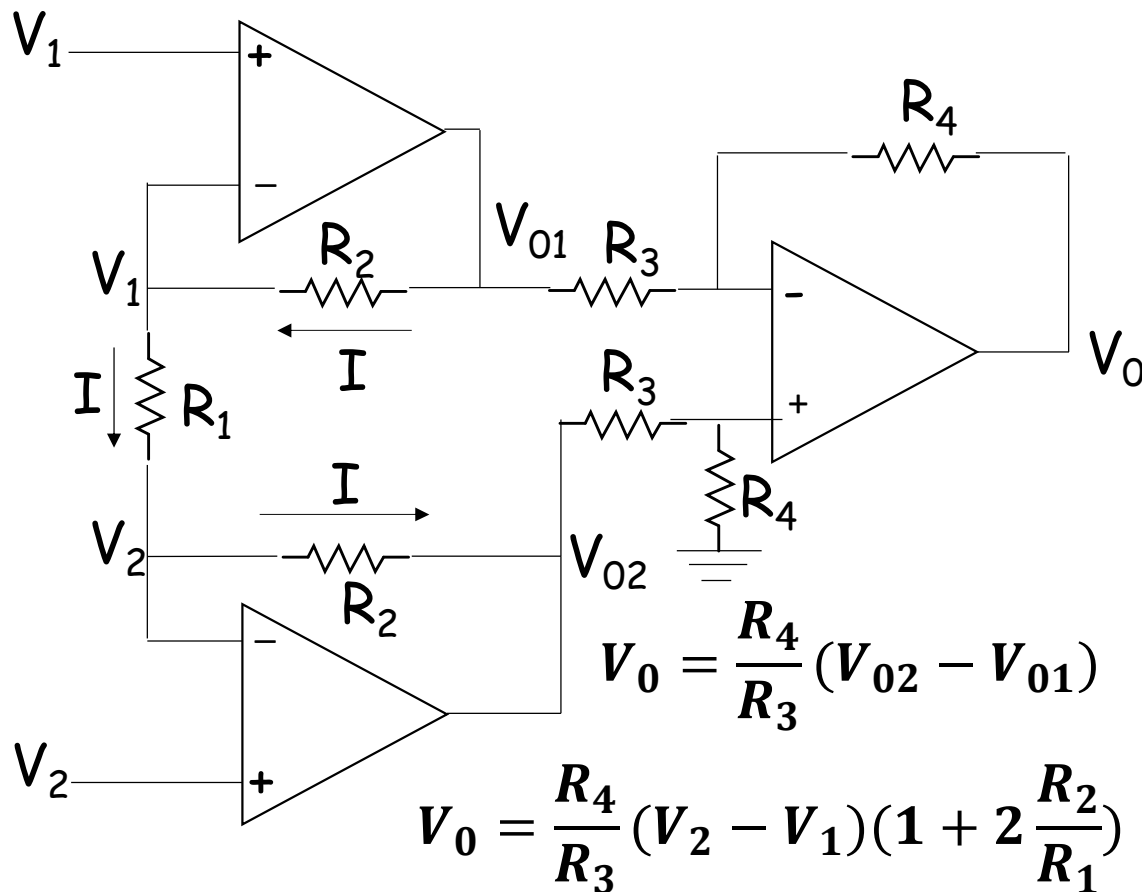 V₁
+
R₄
−
V₀₁
R₂
R₃
V₁
-
I
I
R₁
R₃
V₀
+
I
R₄
V₂
V₀₂
R₂
−
V₀ = R₄/R₃ (V₀₂ − V₀₁)
V₂
+
V₀ = R₄/R₃ (V₂ − V₁)(1 + 2 R₂/R₁)